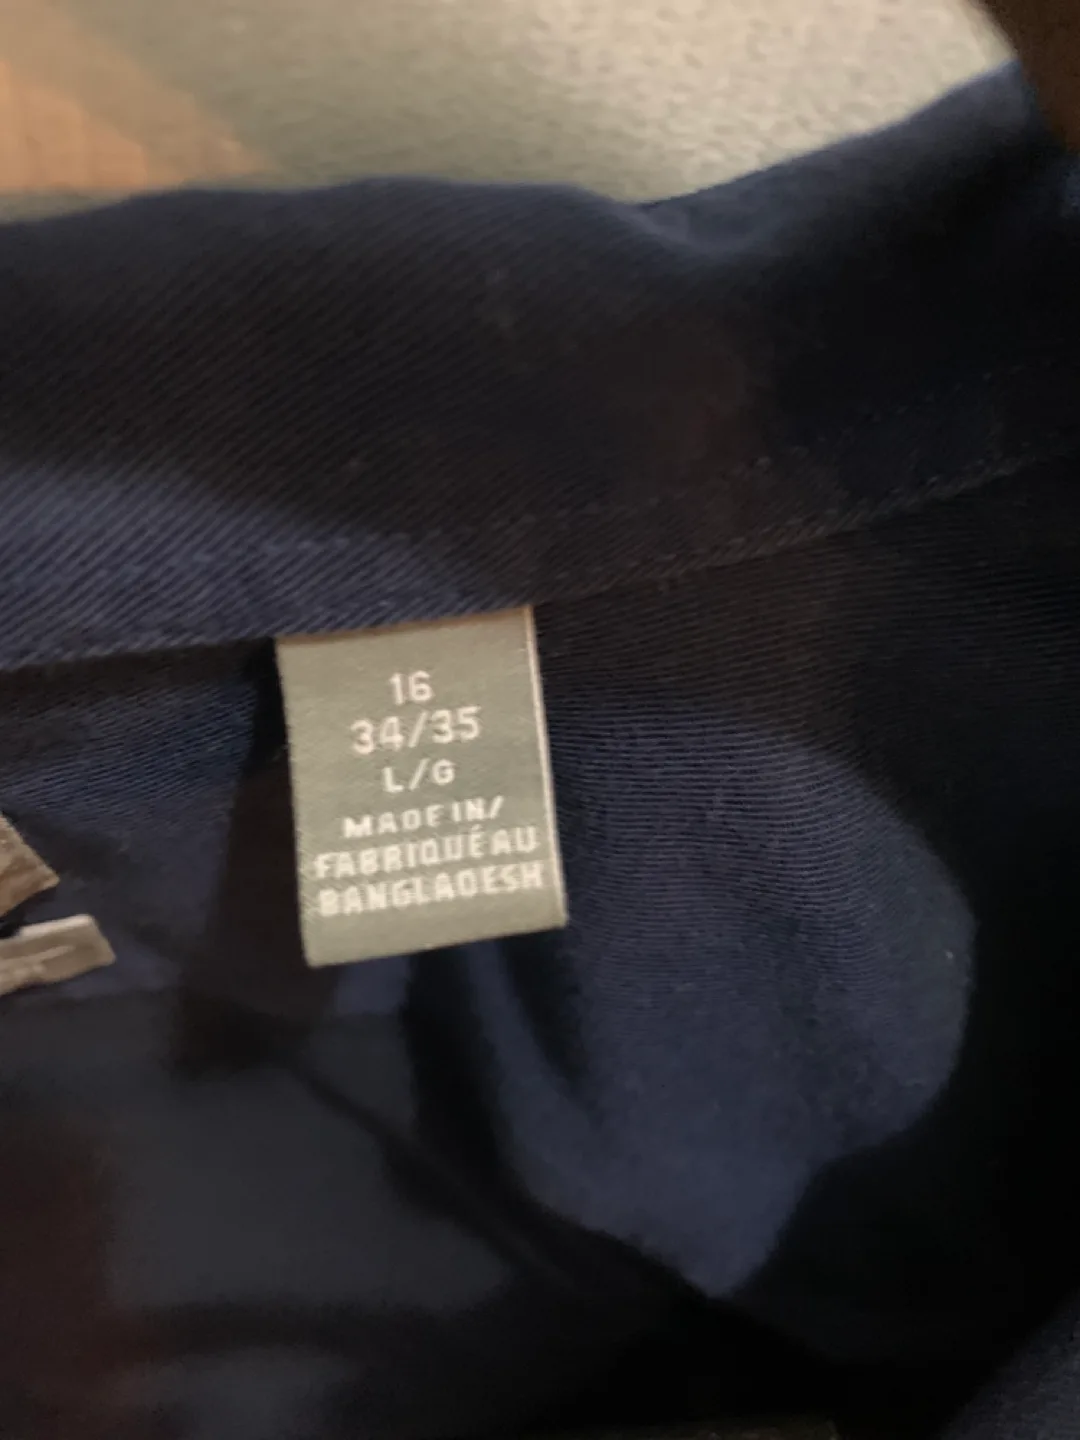 16
34/35
L/G
MADE IN/
FABRIQUÉ AU
BANGLADESH